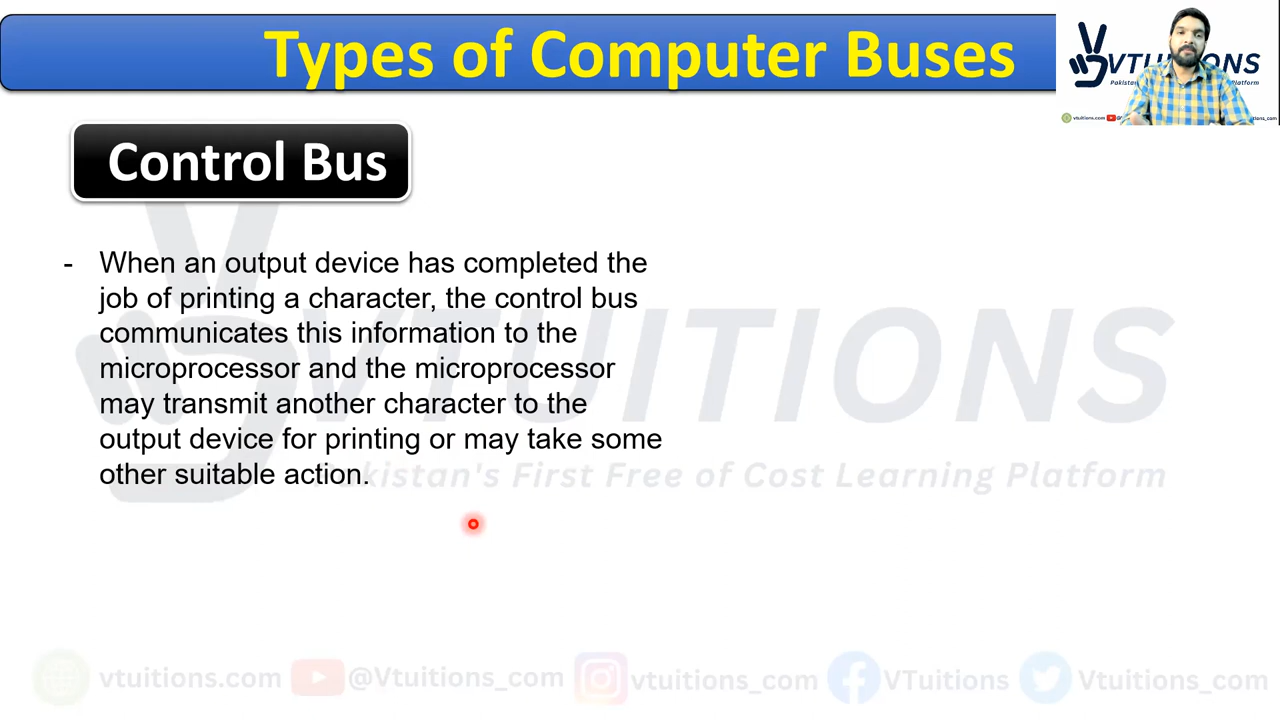 Types of Computer Buses
VTUITIONS
Control Bus
- When an output device has completed the
job of printing a character, the control bus
communicates this information to the
microprocessor and the microprocessor
may transmit another character to the
output device for printing or may take some
other suitable action.
VTUITIONS
Pakistan's First Free of Cost Learning Platform
vtuitions.com
@Vtuitions_com
vtuitions_com
VTuitions
Vtuitions_com